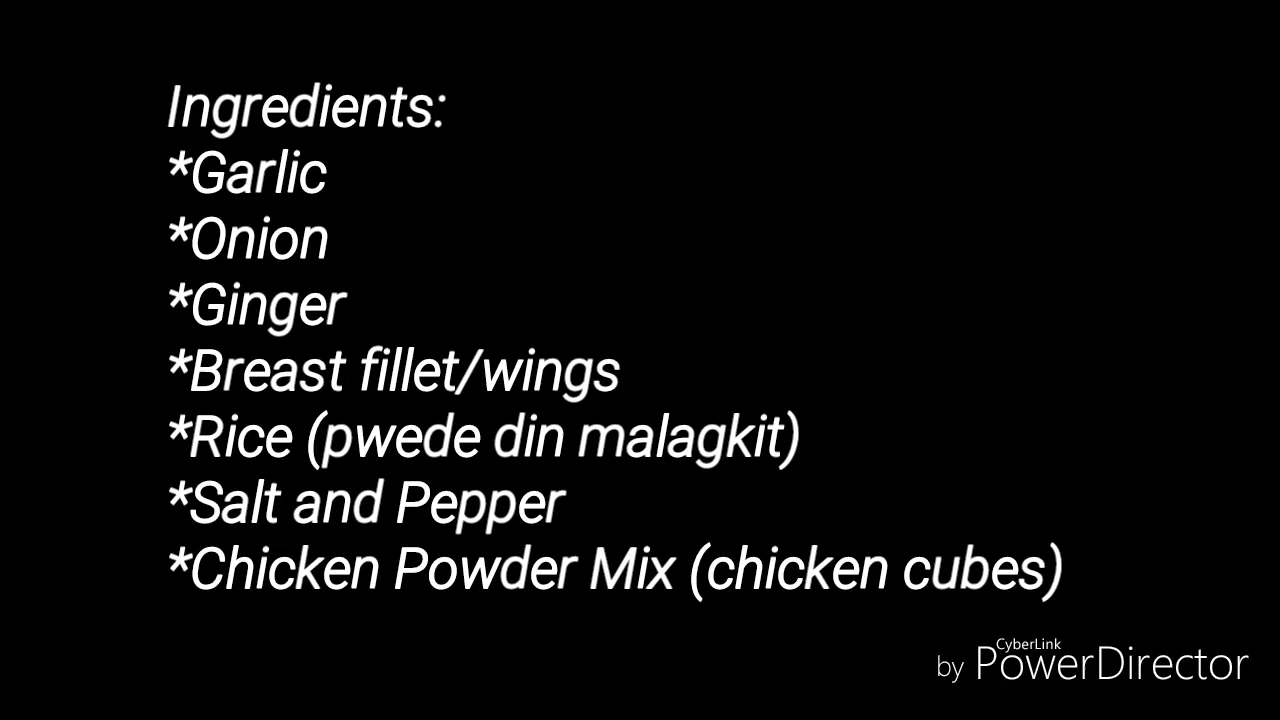 Ingredients:
*Garlic
*Onion
*Ginger
*Breast fillet/wings
*Rice (pwede din malagkit)
*Salt and Pepper
*Chicken Powder Mix (chicken cubes)
CyberLink
by PowerDirector